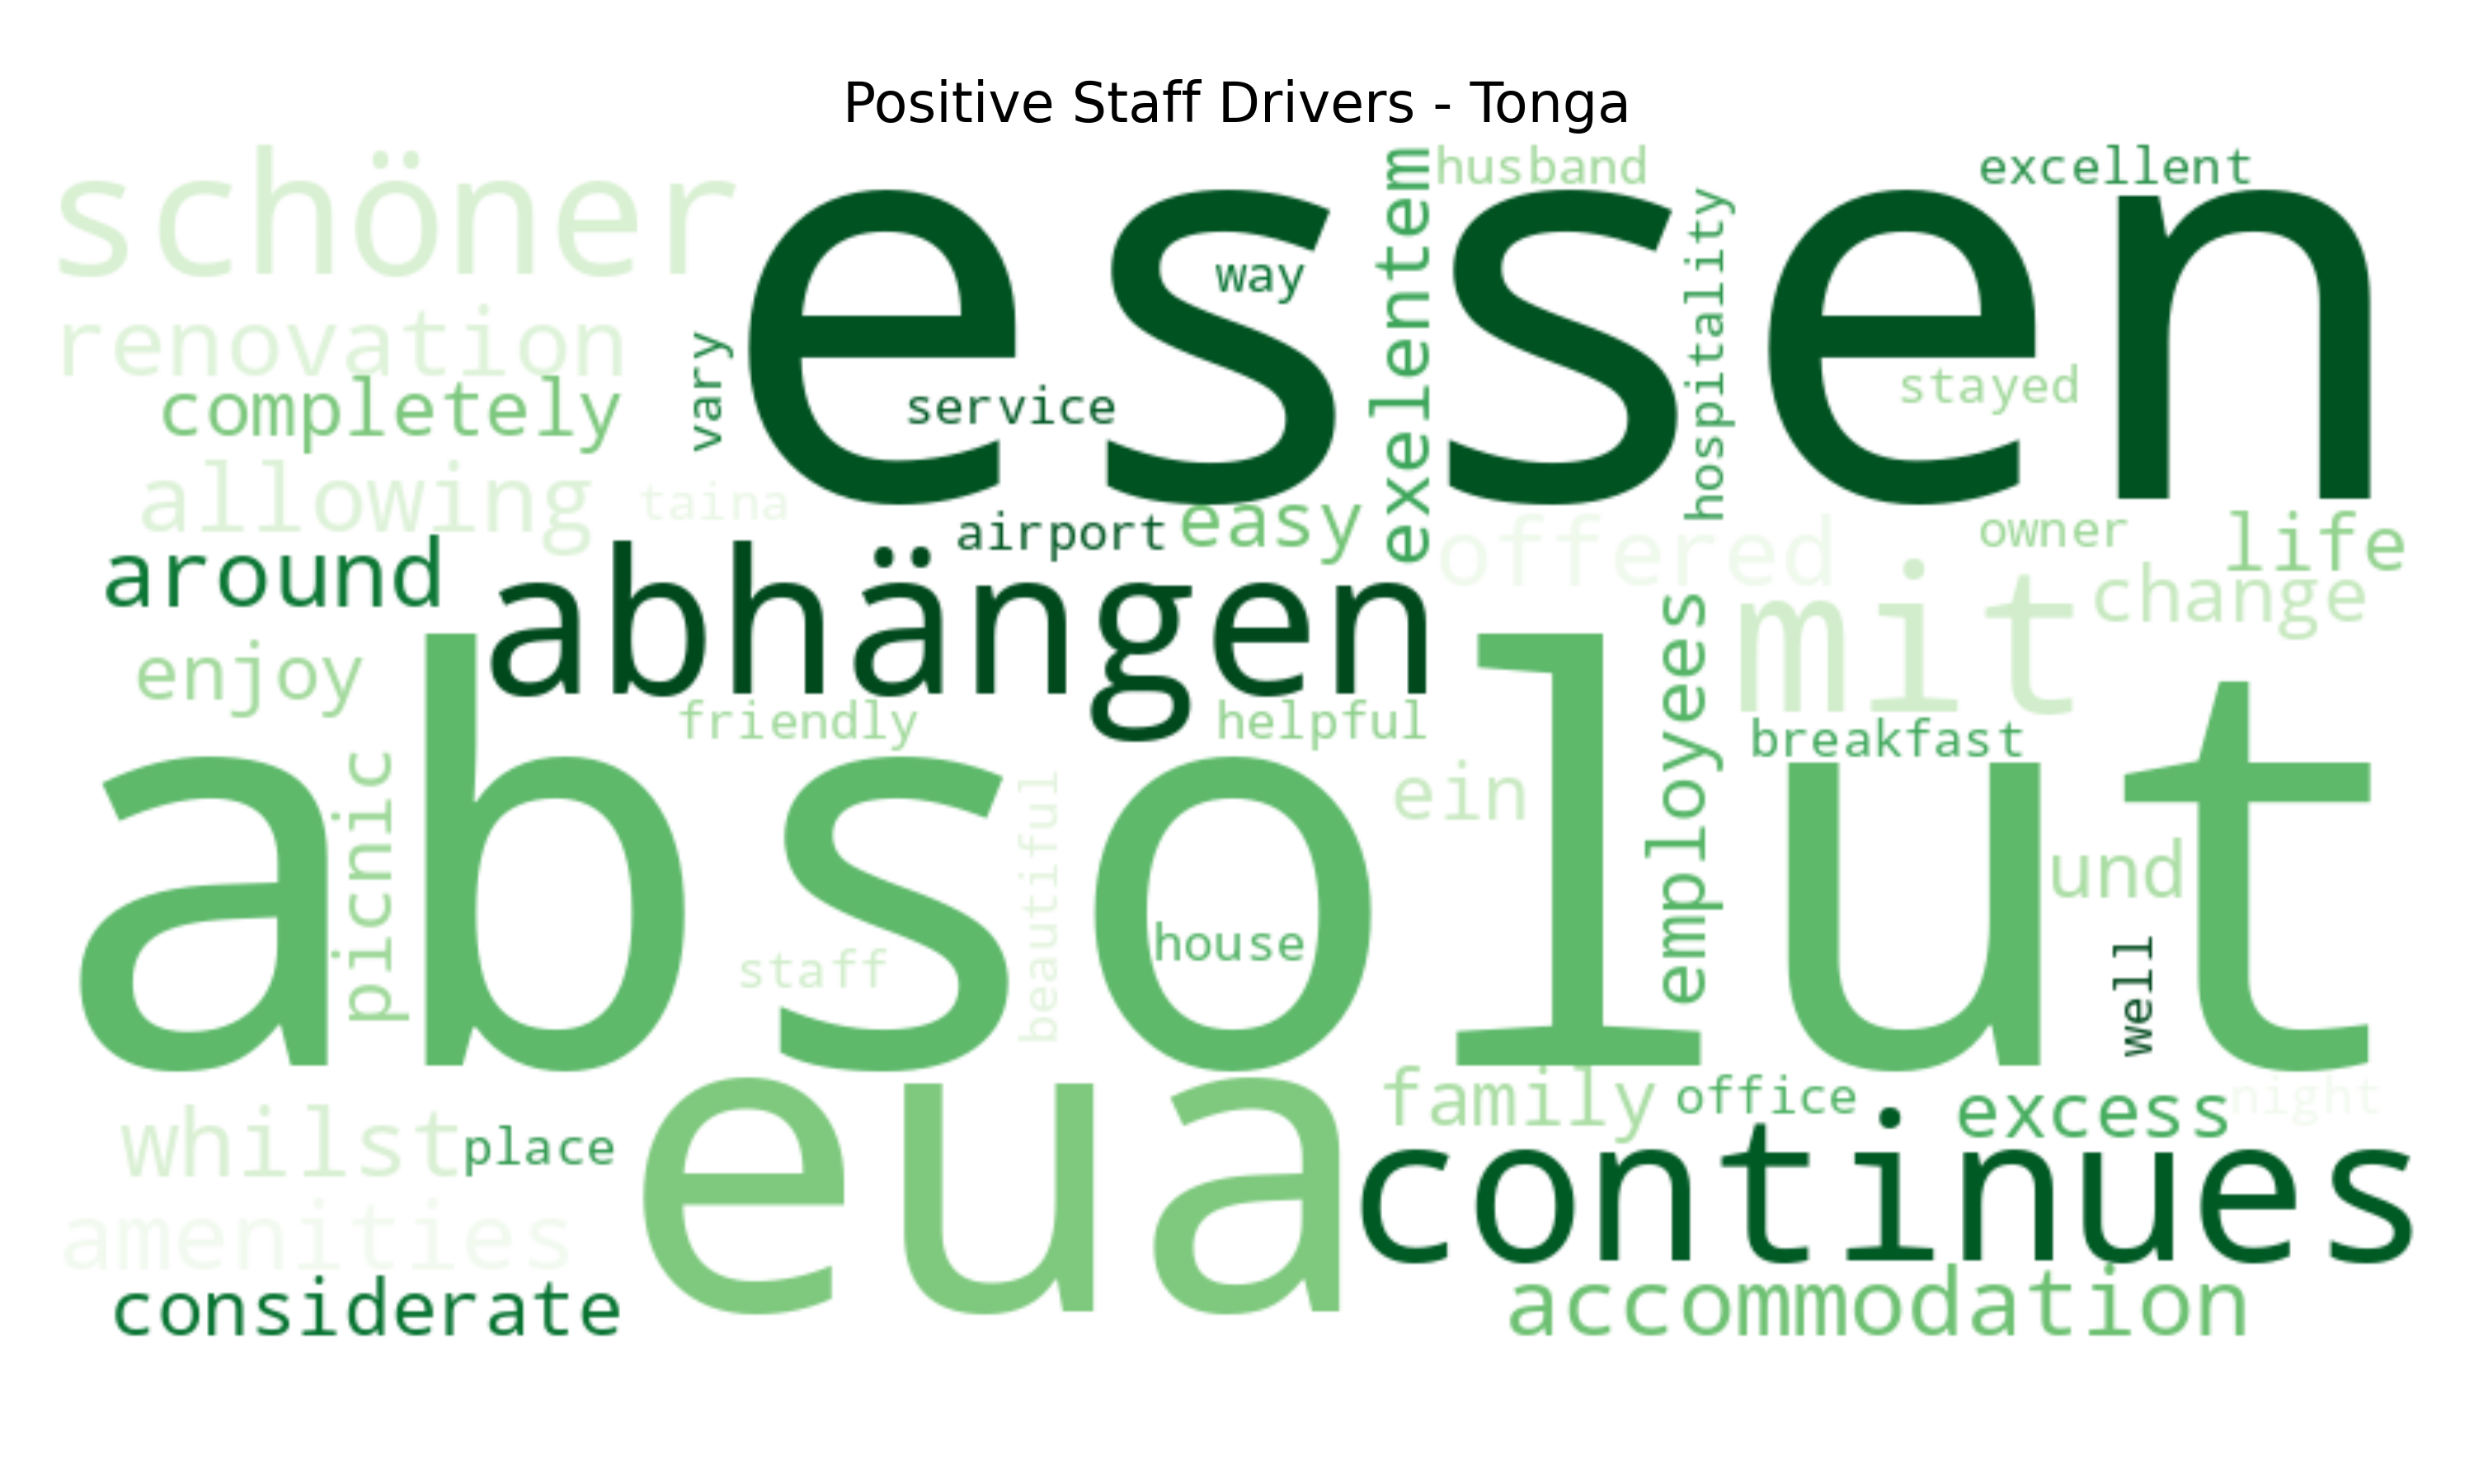 Positive Staff Drivers - Tonga
schöner
essen
exelentem
husband
excellent
hospitality
way
renovation
vary
completely
service
stayed
allowing
taina
airport
easy
offered
owner
life
around
abhängen
mit
change
employees
enjoy
friendly
helpful
breakfast
absolut
picnic
ein
und
beautiful
staff
house
well
eua
family
office
excess
night
whilst
place
continues
amenities
considerate
accommodation